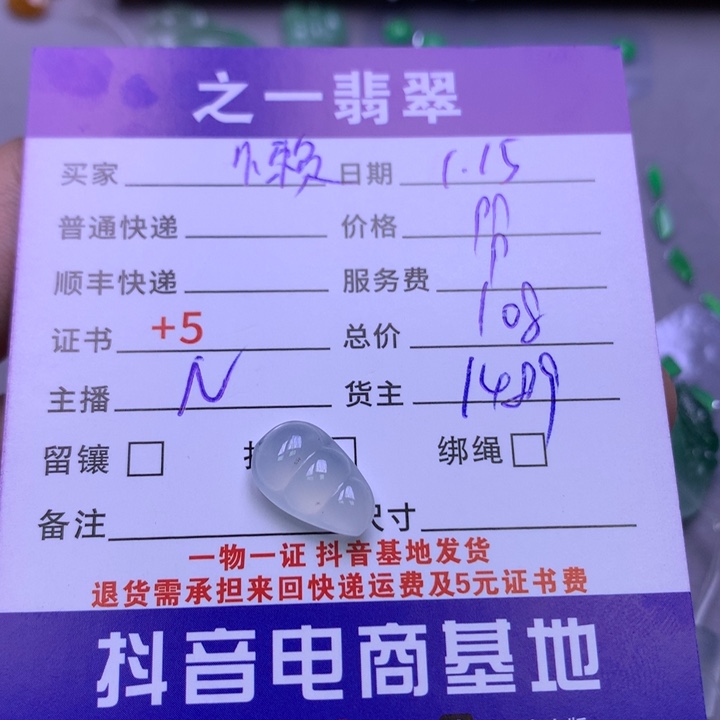 之一翡翠
买家 懒 日期 1.15
普通快递 价格
顺丰快递 服务费
证书 +5 总价 108
主播 N 货主 1489
留镶 绑绳
备注 尺寸
一物一证 抖音基地发货
退货需承担来回快递运费及5元证书费
抖音电商基地